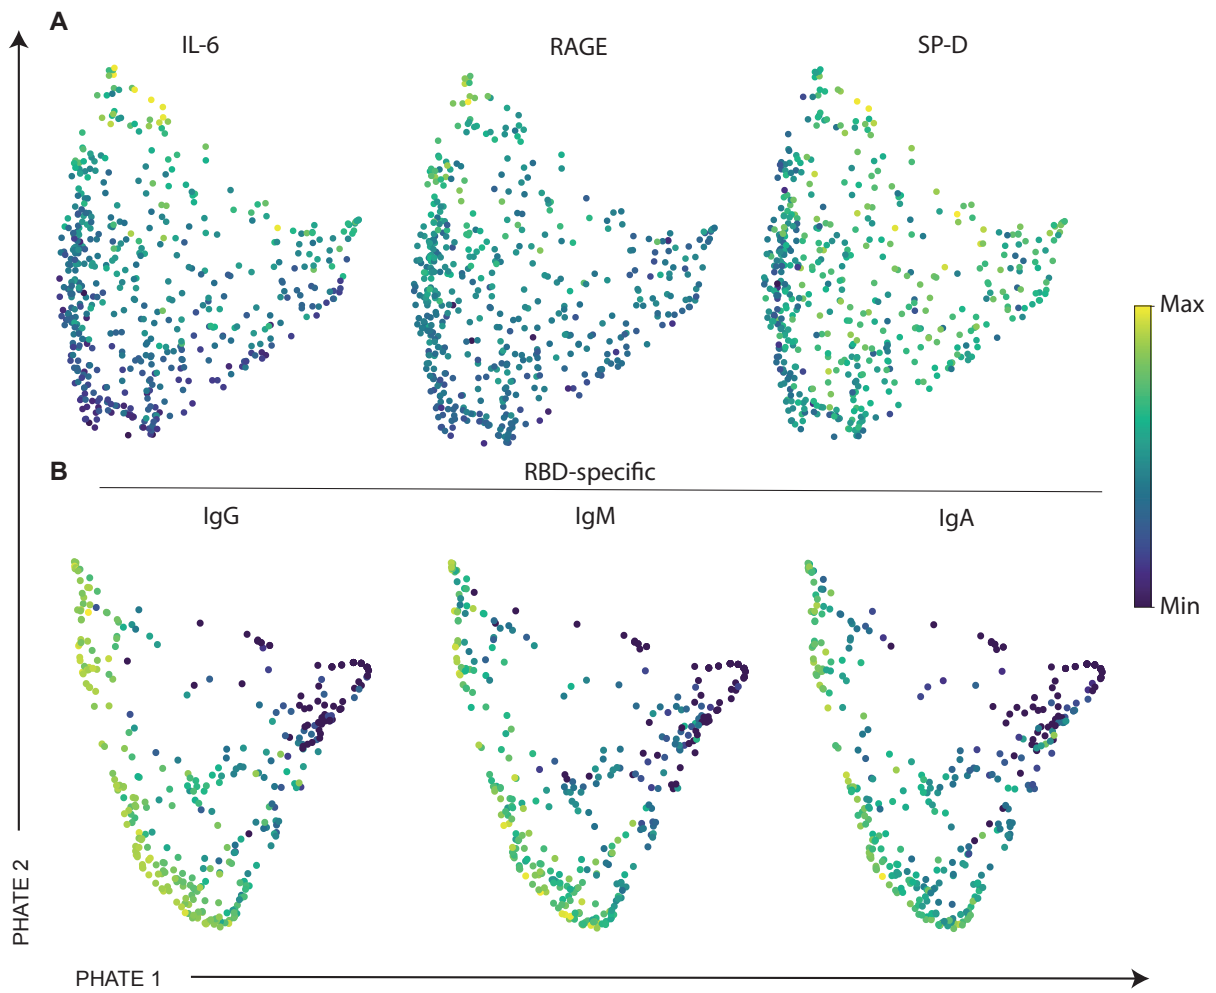 A
IL-6
RAGE
SP-D
Max
Min
B
RBD-specific
IgG
IgM
IgA
PHATE 2
PHATE 1